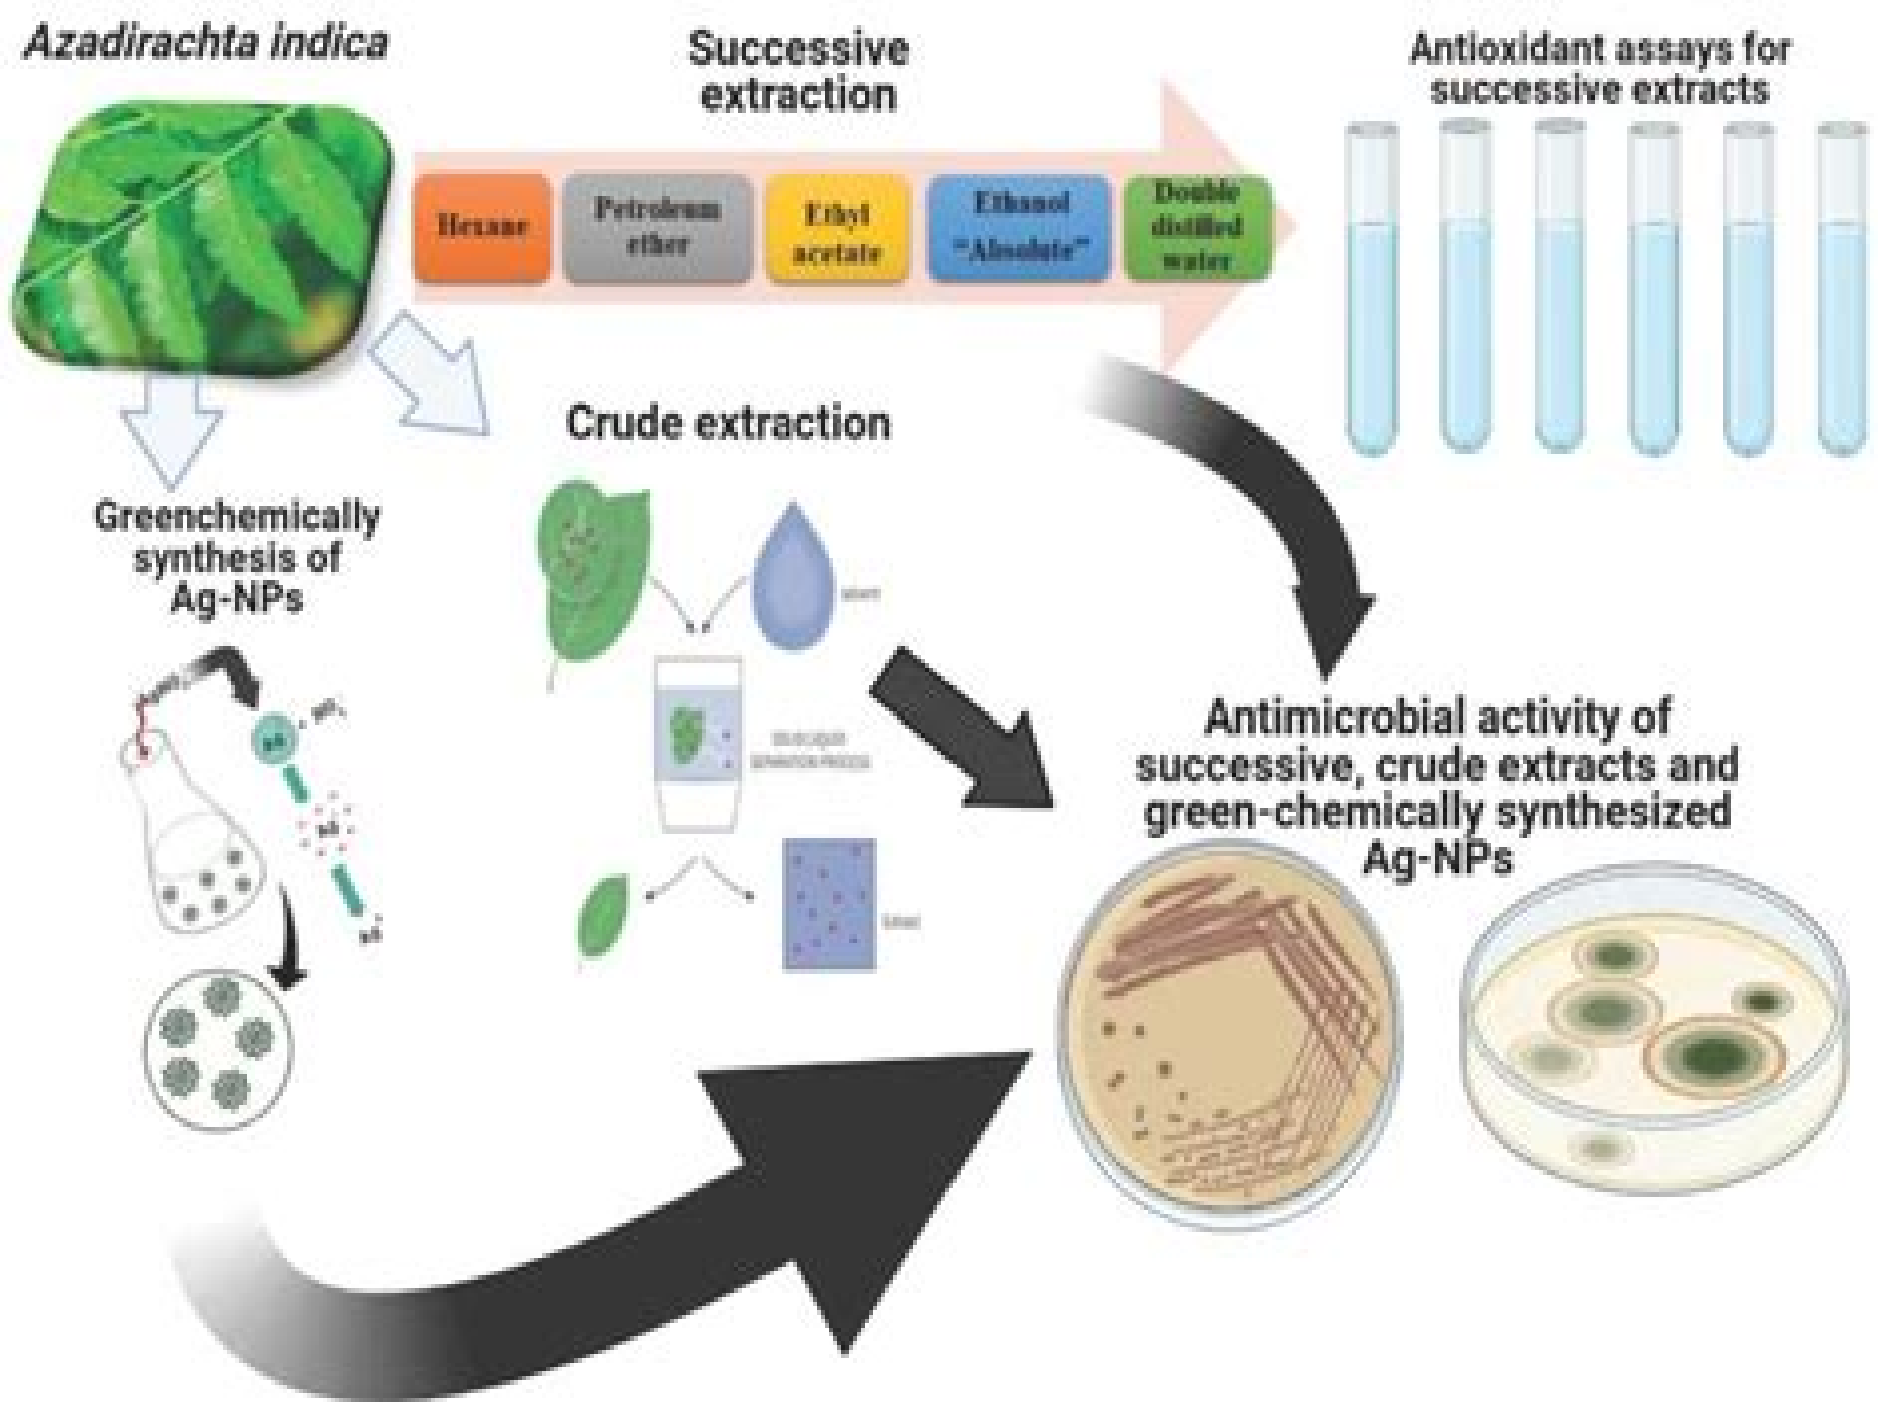 Azadirachta indica
Successive
extraction
Antioxidant assays for
successive extracts
Hexane
Petroleum
ether
Ethyl
acetate
Ethanol
“Absolute”
Double
distilled
water
Crude extraction
Greenchemically
synthesis of
Ag-NPs
Antimicrobial activity of
successive, crude extracts and
green-chemically synthesized
Ag-NPs